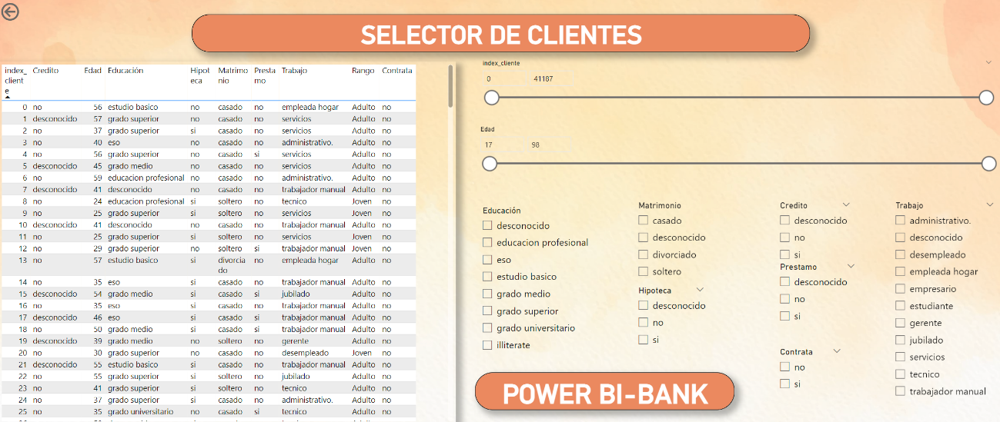 SELECTOR DE CLIENTES
index_cliente Credito Edad Educación Hipoteca Matrimonio Prestamo Trabajo Rango Contrata
0 no 56 estudio basico no casado no empleada hogar Adulto no
1 desconocido 57 grado superior no casado no servicios Adulto no
2 no 37 grado superior si casado no servicios Adulto no
3 no 40 eso no casado no administrativo. Adulto no
4 no 56 grado superior no casado si servicios Adulto no
5 desconocido 45 grado medio no casado no servicios Adulto no
6 no 59 educacion profesional no casado no administrativo. Adulto no
7 desconocido 41 desconocido no casado no trabajador manual Adulto no
8 no 24 educacion profesional si soltero no tecnico Joven no
9 no 25 grado superior si soltero no servicios Joven no
10 desconocido 41 desconocido no casado no trabajador manual Adulto no
11 no 25 grado superior si soltero no servicios Joven no
12 no 29 grado superior no soltero si trabajador manual Joven no
13 no 57 estudio basico si divorciado no empleada hogar Adulto no
14 no 35 eso si casado no trabajador manual Adulto no
15 desconocido 54 grado medio si casado si jubilado Adulto no
16 no 35 eso si casado no trabajador manual Adulto no
17 desconocido 46 eso si casado si trabajador manual Adulto no
18 no 50 grado medio si casado si trabajador manual Adulto no
19 desconocido 39 grado medio no soltero no gerente Adulto no
20 no 30 grado superior no casado no desempleado Joven no
21 desconocido 55 estudio basico si casado no trabajador manual Adulto no
22 no 55 grado superior si soltero no jubilado Adulto no
23 no 41 grado superior si soltero no tecnico Adulto no
24 no 37 grado superior si casado no administrativo. Adulto no
25 no 35 grado universitario no casado si tecnico Adulto no
index_cliente
0 41187
Edad
17 98
Educación
desconocido
educacion profesional
eso
estudio basico
grado medio
grado superior
grado universitario
illiterate
Matrimonio
casado
desconocido
divorciado
soltero
Hipoteca
desconocido
no
si
Credito
desconocido
no
si
Prestamo
desconocido
no
si
Contrata
no
si
Trabajo
administrativo.
desconocido
desempleado
empleada hogar
empresario
estudiante
gerente
jubilado
servicios
tecnico
trabajador manual
POWER BI-BANK